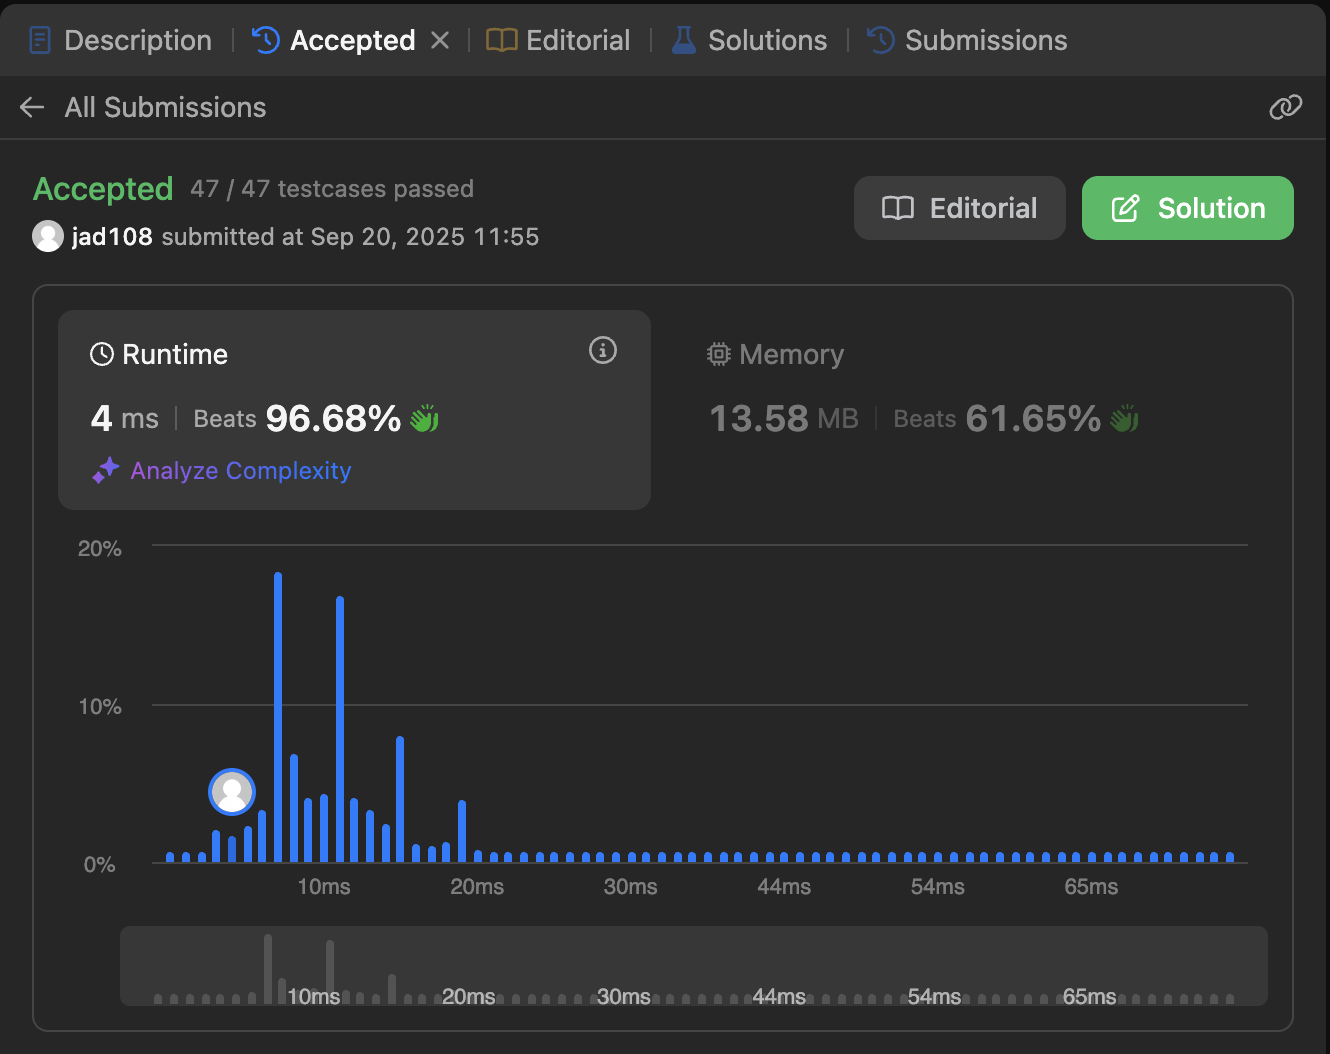 Description
Accepted
Editorial
Solutions
Submissions
All Submissions
Accepted 47 / 47 testcases passed
jad108 submitted at Sep 20, 2025 11:55
Editorial
Solution
Runtime
4 ms Beats 96.68%
Analyze Complexity
Memory
13.58 MB Beats 61.65%
20%
10%
0%
10ms 20ms 30ms 44ms 54ms 65ms
10ms 20ms 30ms 44ms 54ms 65ms